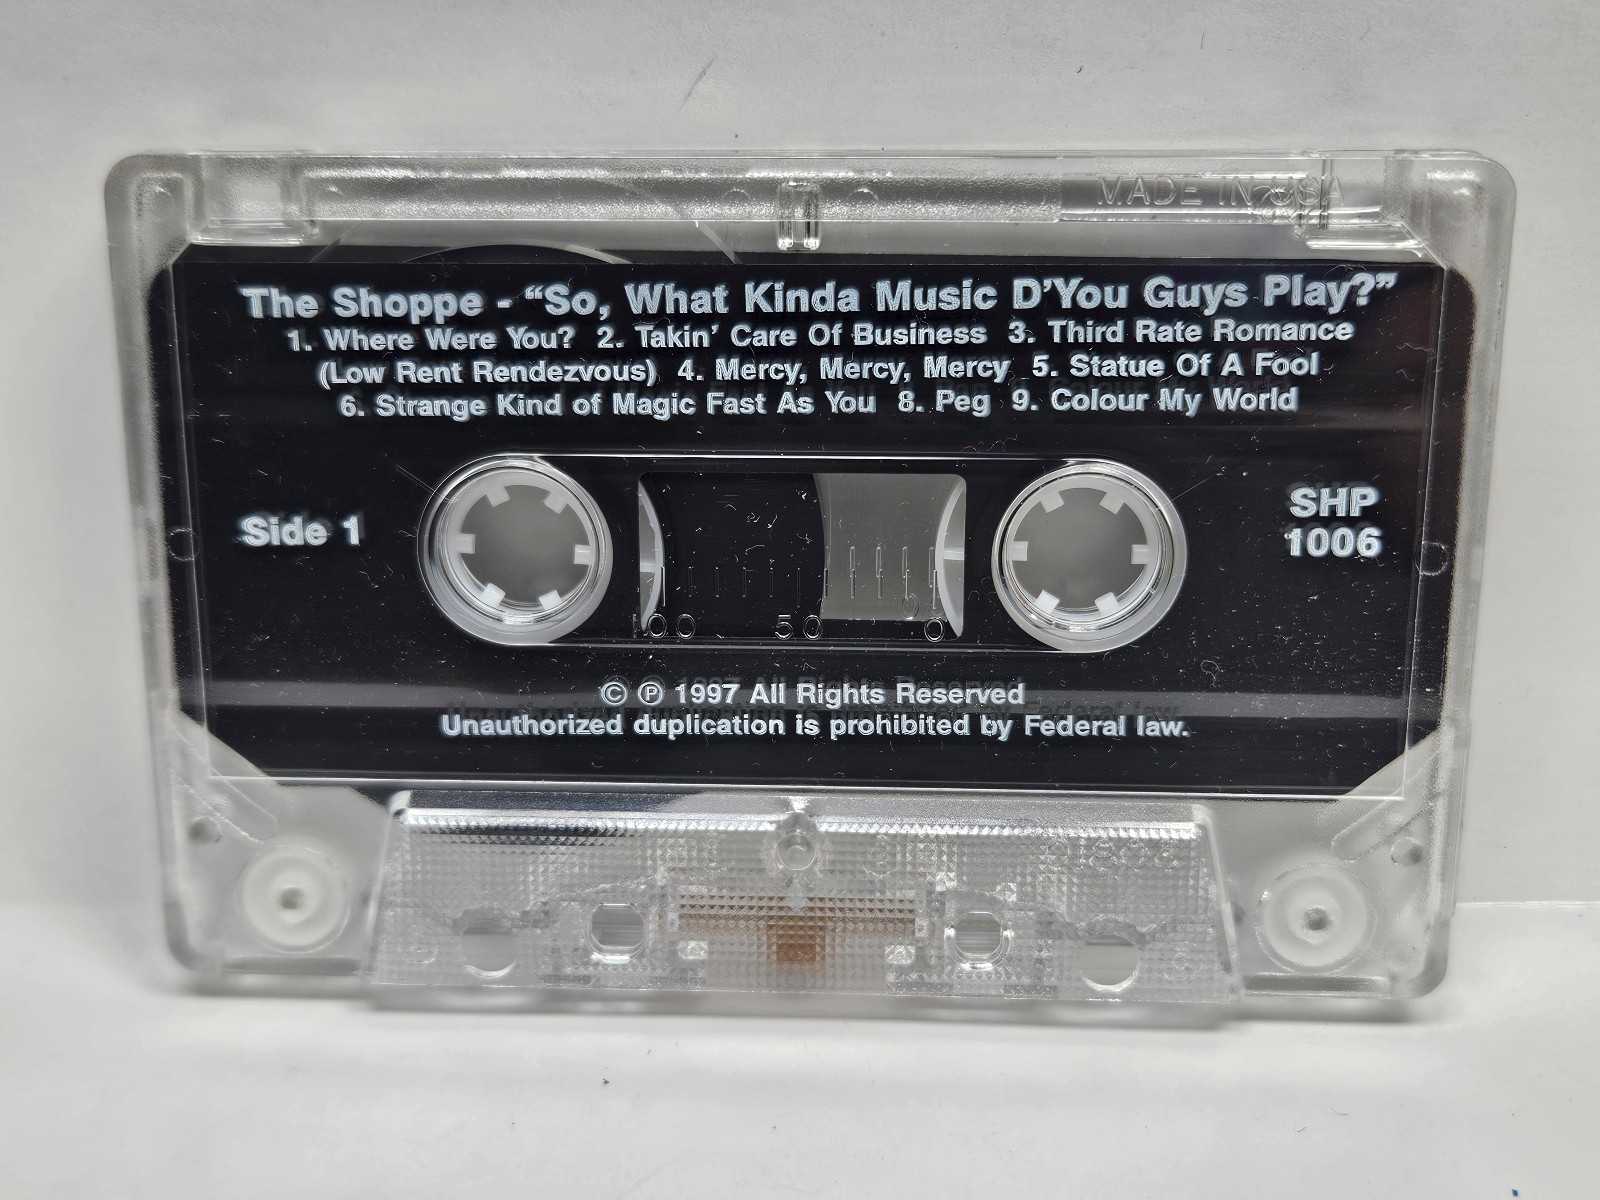 MADE IN USA
The Shoppe - “So, What Kinda Music D’You Guys Play?”
1. Where Were You? 2. Takin’ Care Of Business 3. Third Rate Romance
(Low Rent Rendezvous) 4. Mercy, Mercy, Mercy 5. Statue Of A Fool
6. Strange Kind of Magic Fast As You 8. Peg 9. Colour My World
Side 1
SHP
1006
100 50 0
© ℗ 1997 All Rights Reserved
Unauthorized duplication is prohibited by Federal law.